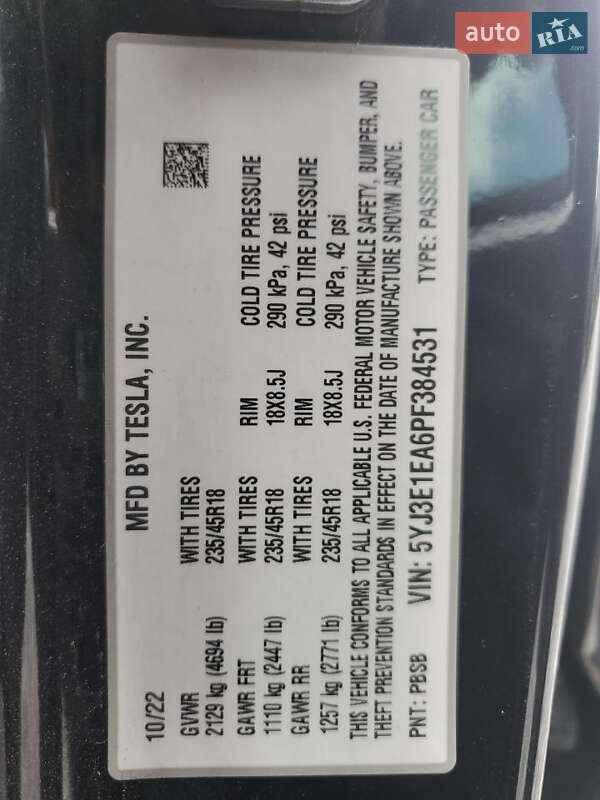 auto RIA.com
MFD BY TESLA, INC.
10/22
GVWR WITH TIRES
2129 kg (4694 lb) 235/45R18
GAWR FRT WITH TIRES RIM COLD TIRE PRESSURE
1110 kg (2447 lb) 235/45R18 18X8.5J 290 kPa, 42 psi
GAWR RR WITH TIRES RIM COLD TIRE PRESSURE
1257 kg (2771 lb) 235/45R18 18X8.5J 290 kPa, 42 psi
THIS VEHICLE CONFORMS TO ALL APPLICABLE U.S. FEDERAL MOTOR VEHICLE SAFETY, BUMPER, AND
THEFT PREVENTION STANDARDS IN EFFECT ON THE DATE OF MANUFACTURE SHOWN ABOVE.
PNT: PBSB VIN: 5YJ3E1EA6PF384531 TYPE: PASSENGER CAR